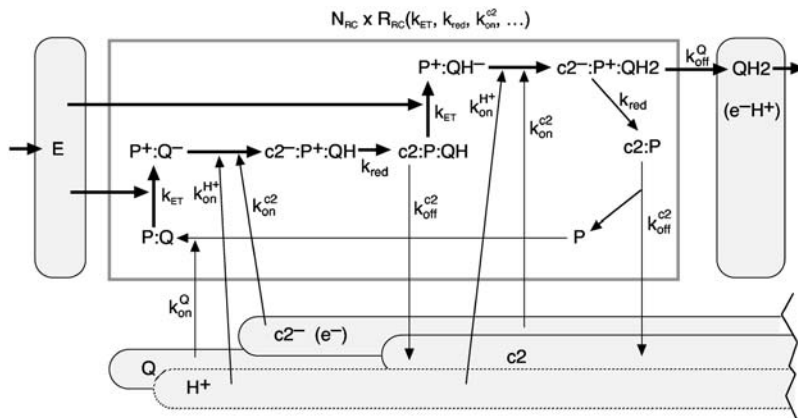 N_RC x R_RC(k_ET, k_red, k_on^c2, ...)
P⁺:QH⁻ c2⁻:P⁺:QH2 k_off^Q QH2
(e⁻H⁺)
k_ET k_on^H+ k_on^c2 k_red
E P⁺:Q⁻ c2⁻:P⁺:QH k_red c2:P:QH c2:P
k_ET k_on^H+ k_on^c2 k_off^c2 k_off^c2
P:Q P
k_on^Q
c2⁻ (e⁻)
Q c2
H⁺